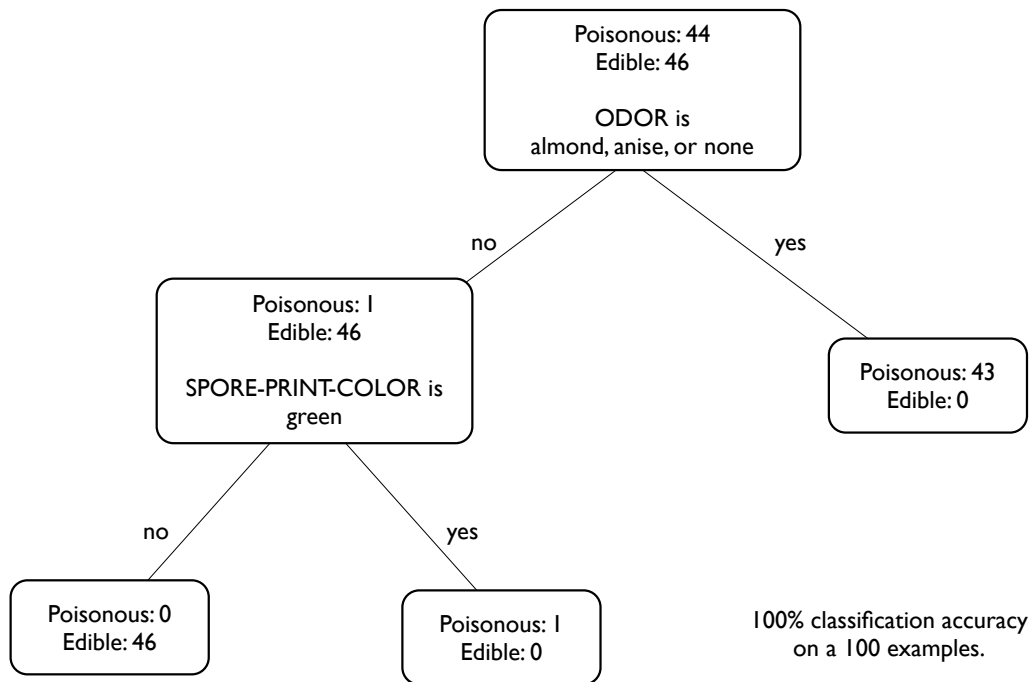 Poisonous: 44
Edible: 46
ODOR is
almond, anise, or none
no
yes
Poisonous: 1
Edible: 46
SPORE-PRINT-COLOR is
green
Poisonous: 43
Edible: 0
no
yes
Poisonous: 0
Edible: 46
Poisonous: 1
Edible: 0
100% classification accuracy
on a 100 examples.